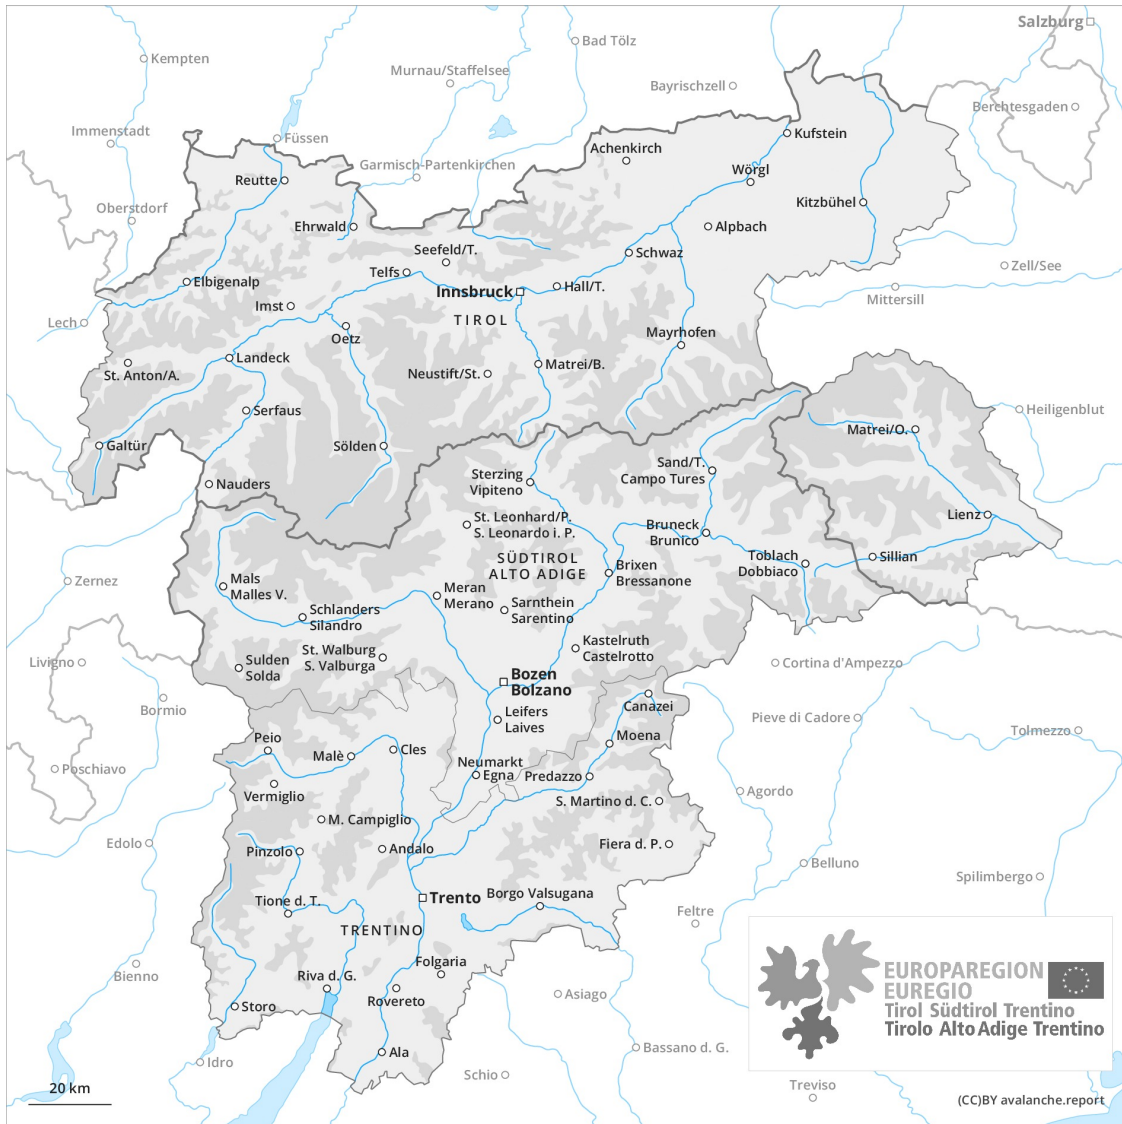 Salzburg
Bad Tölz
Kempten
Murnau/Staffelsee
Bayrischzell
Berchtesgaden
Immenstadt
Füssen
Kufstein
Achenkirch
Garmisch-Partenkirchen
Wörgl
Reutte
Kitzbühel
Oberstdorf
Ehrwald
Alpbach
Seefeld/T.
Schwaz
Telfs
Zell/See
Elbigenalp
Hall/T.
Innsbruck
Mittersill
Imst
TIROL
Lech
Oetz
Mayrhofen
Landeck
Matrei/B.
St. Anton/A.
Neustift/St.
Serfaus
Heiligenblut
Matrei/O.
Galtür
Sölden
Sand/T.
Campo Tures
Sterzing
Vipiteno
Nauders
St. Leonhard/P.
S. Leonardo i. P.
Lienz
Bruneck
Brunico
SÜDTIROL
ALTO ADIGE
Toblach
Dobbiaco
Sillian
Brixen
Bressanone
Zernez
Mals
Malles V.
Meran
Merano
Sarnthein
Sarentino
Schlanders
Silandro
Kastelruth
Castelrotto
St. Walburg
S. Valburga
Livigno
Sulden
Solda
Cortina d'Ampezzo
Bozen
Bolzano
Bormio
Canazei
Leifers
Laives
Pieve di Cadore
Tolmezzo
Peio
Moena
Malè
Cles
Neumarkt
Egna
Predazzo
Poschiavo
Vermiglio
Agordo
S. Martino d. C.
M. Campiglio
Edolo
Fiera d. P.
Pinzolo
Andalo
Belluno
Spilimbergo
Borgo Valsugana
Tione d. T.
Trento
Feltre
TRENTINO
Folgaria
Bienno
Riva d. G.
EUROPAREGION
EUREGIO
Tirol Südtirol Trentino
Tirolo Alto Adige Trentino
Asiago
Rovereto
Storo
Bassano d. G.
Ala
Idro
Schio
Treviso
20 km
(CC)BY avalanche.report